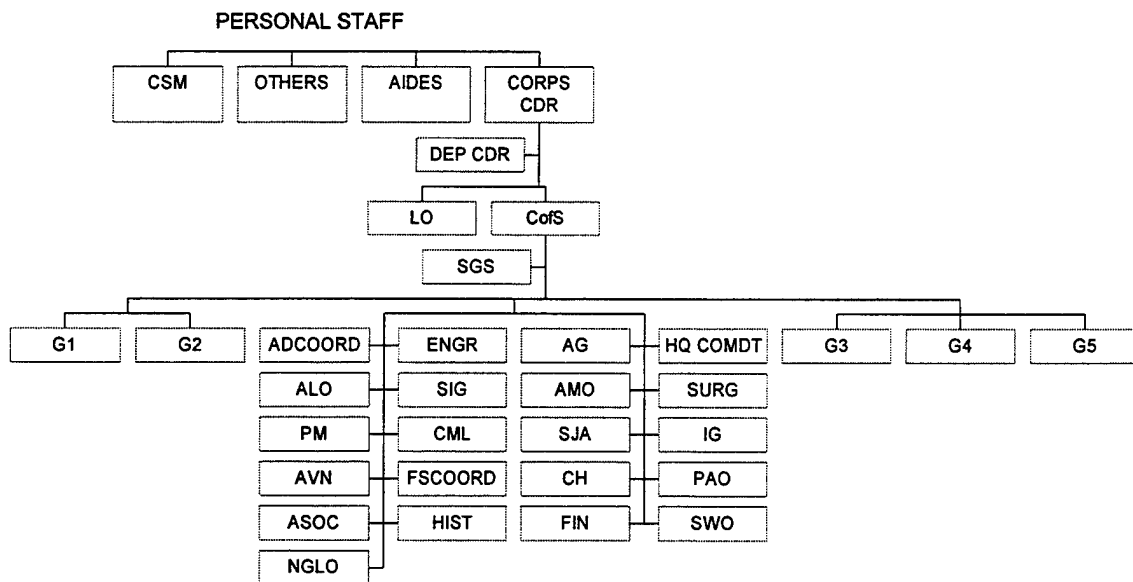 PERSONAL STAFF
CSM OTHERS AIDES CORPS
CDR
DEP CDR
LO CofS
SGS
G1 G2 ADCOORD ENGR AG HQ COMDT G3 G4 G5
ALO SIG AMO SURG
PM CML SJA IG
AVN FSCOORD CH PAO
ASOC HIST FIN SWO
NGLO